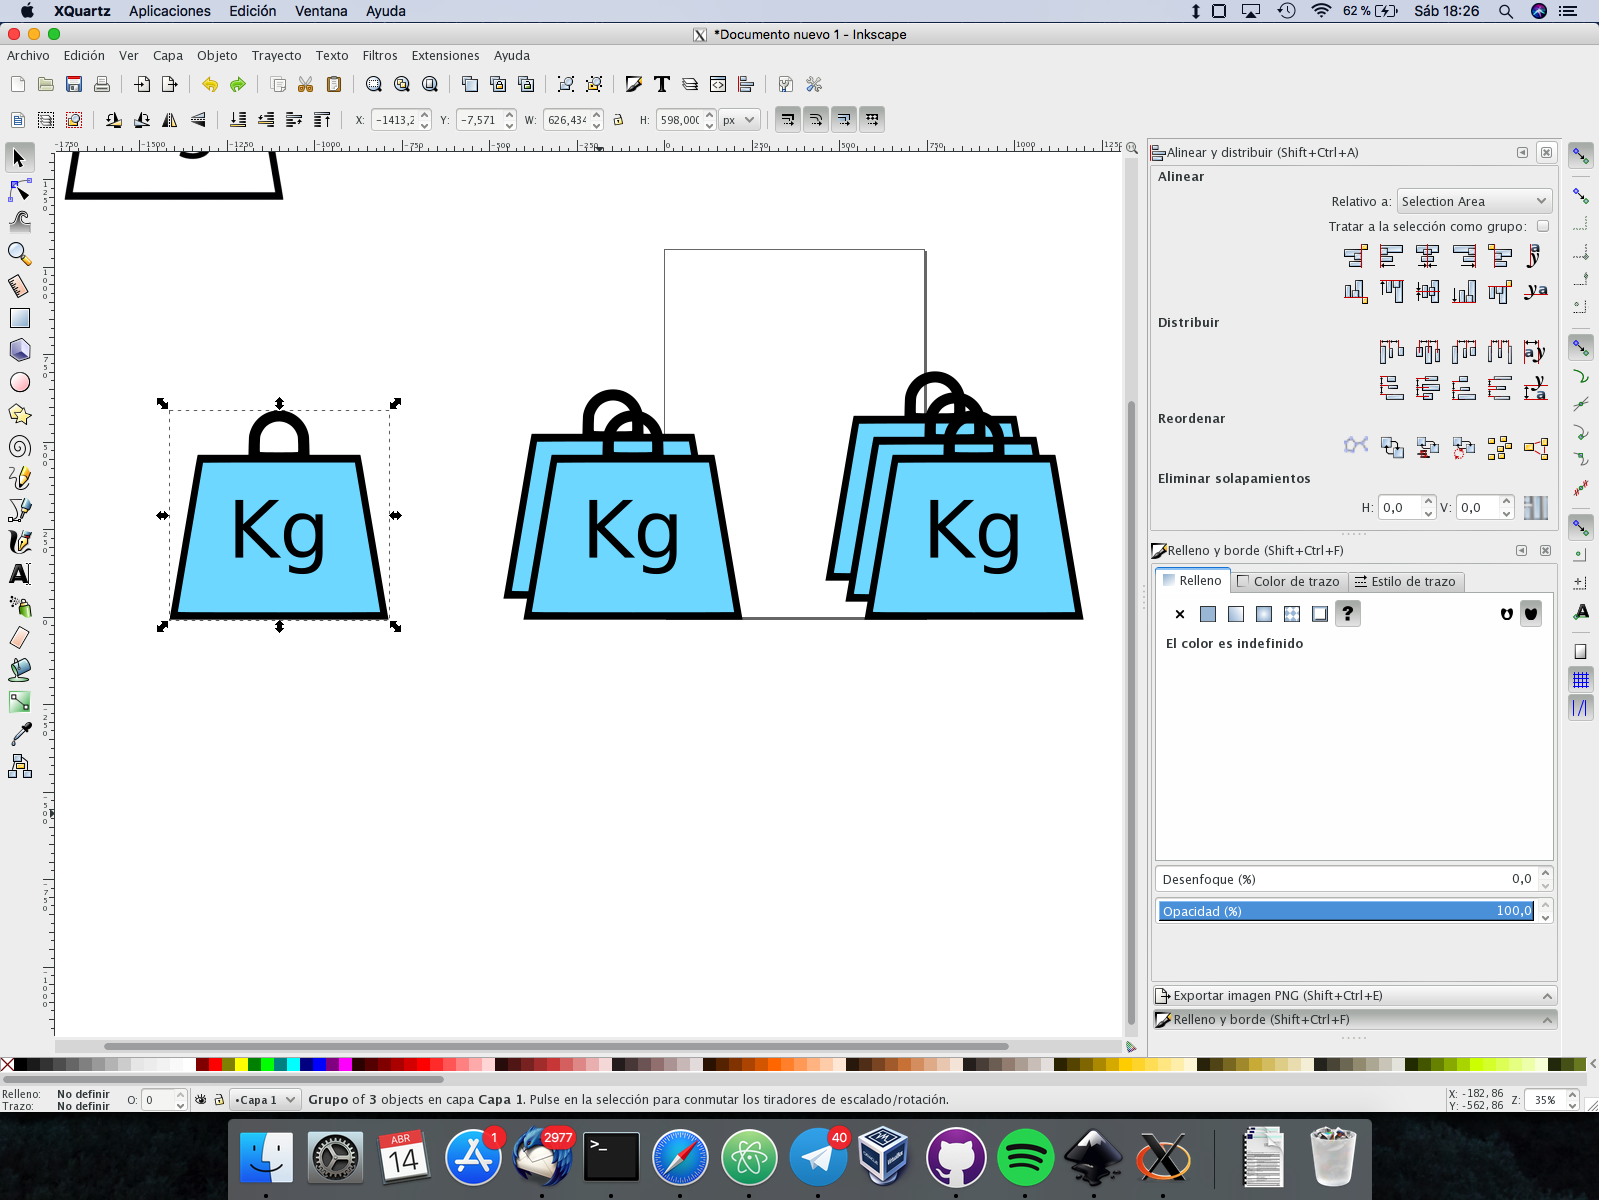 XQuartz Aplicaciones Edición Ventana Ayuda 62 % Sáb 18:26
*Documento nuevo 1 - Inkscape
Archivo Edición Ver Capa Objeto Trayecto Texto Filtros Extensiones Ayuda
X: -1413,2 Y: -7,571 W: 626,434 H: 598,000 px
-1750 -1500 -1250 -1000 -750 -500 -250 0 250 500 750 1000 1250
Alinear y distribuir (Shift+Ctrl+A)
Alinear
Relativo a: Selection Area
Tratar a la selección como grupo:
Distribuir
Reordenar
Eliminar solapamientos
H: 0,0 V: 0,0
Kg
Kg
Kg
Relleno y borde (Shift+Ctrl+F)
Relleno Color de trazo Estilo de trazo
?
El color es indefinido
Desenfoque (%) 0,0
Opacidad (%) 100,0
Exportar imagen PNG (Shift+Ctrl+E)
Relleno y borde (Shift+Ctrl+F)
Relleno: No definir
Trazo: No definir
O: 0
•Capa 1
Grupo of 3 objects en capa Capa 1. Pulse en la selección para conmutar los tiradores de escalado/rotación.
X: -182,86
Y: -562,86
Z: 35%
ABR
14
1
2977
>_
40